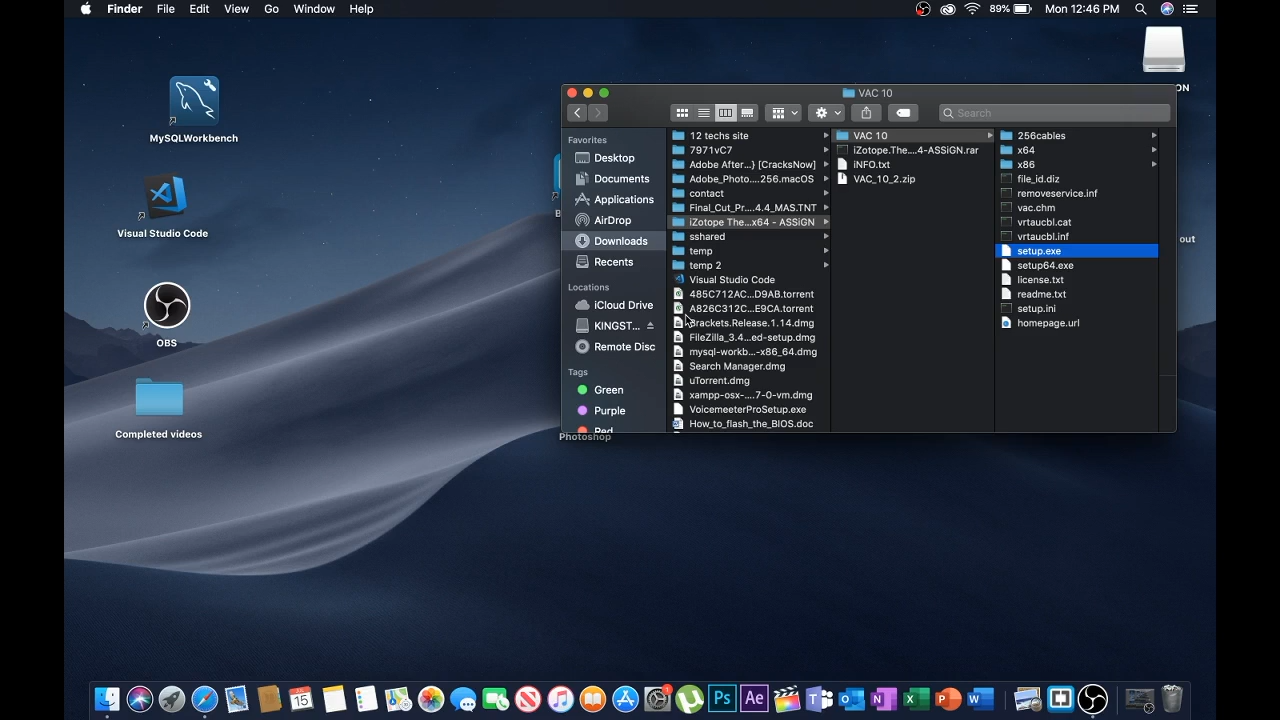 Finder File Edit View Go Window Help 89% Mon 12:46 PM
MySQLWorkbench
Visual Studio Code
OBS
Completed videos
ON
out
B
Photoshop
VAC 10
Search
Favorites
Desktop
Documents
Applications
AirDrop
Downloads
Recents
Locations
iCloud Drive
KINGST...
Remote Disc
Tags
Green
Purple
Red
12 techs site
7971vC7
Adobe After...} [CracksNow]
Adobe_Photo....256.macOS
contact
Final_Cut_Pr....4.4_MAS.TNT
iZotope The...x64 - ASSiGN
sshared
temp
temp 2
Visual Studio Code
485C712AC...D9AB.torrent
A826C312C...E9CA.torrent
Brackets.Release.1.14.dmg
FileZilla_3.4...ed-setup.dmg
mysql-workb...-x86_64.dmg
Search Manager.dmg
uTorrent.dmg
xampp-osx-....7-0-vm.dmg
VoicemeeterProSetup.exe
How_to_flash_the_BIOS.doc
VAC 10
iZotope.The....4-ASSiGN.rar
iNFO.txt
VAC_10_2.zip
256cables
x64
x86
file_id.diz
removeservice.inf
vac.chm
vrtaucbl.cat
vrtaucbl.inf
setup.exe
setup64.exe
license.txt
readme.txt
setup.ini
homepage.url
15
1
Ps
Ae